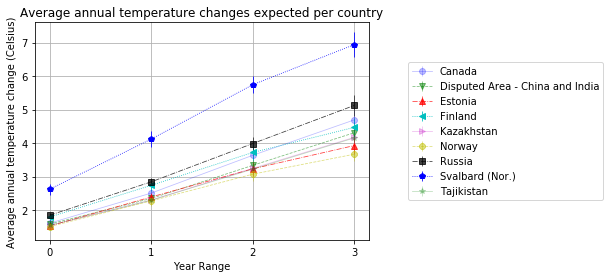 Average annual temperature changes expected per country
Average annual temperature change (Celsius)
7
6
5
4
3
2
0 1 2 3
Year Range
Canada
Disputed Area - China and India
Estonia
Finland
Kazakhstan
Norway
Russia
Svalbard (Nor.)
Tajikistan